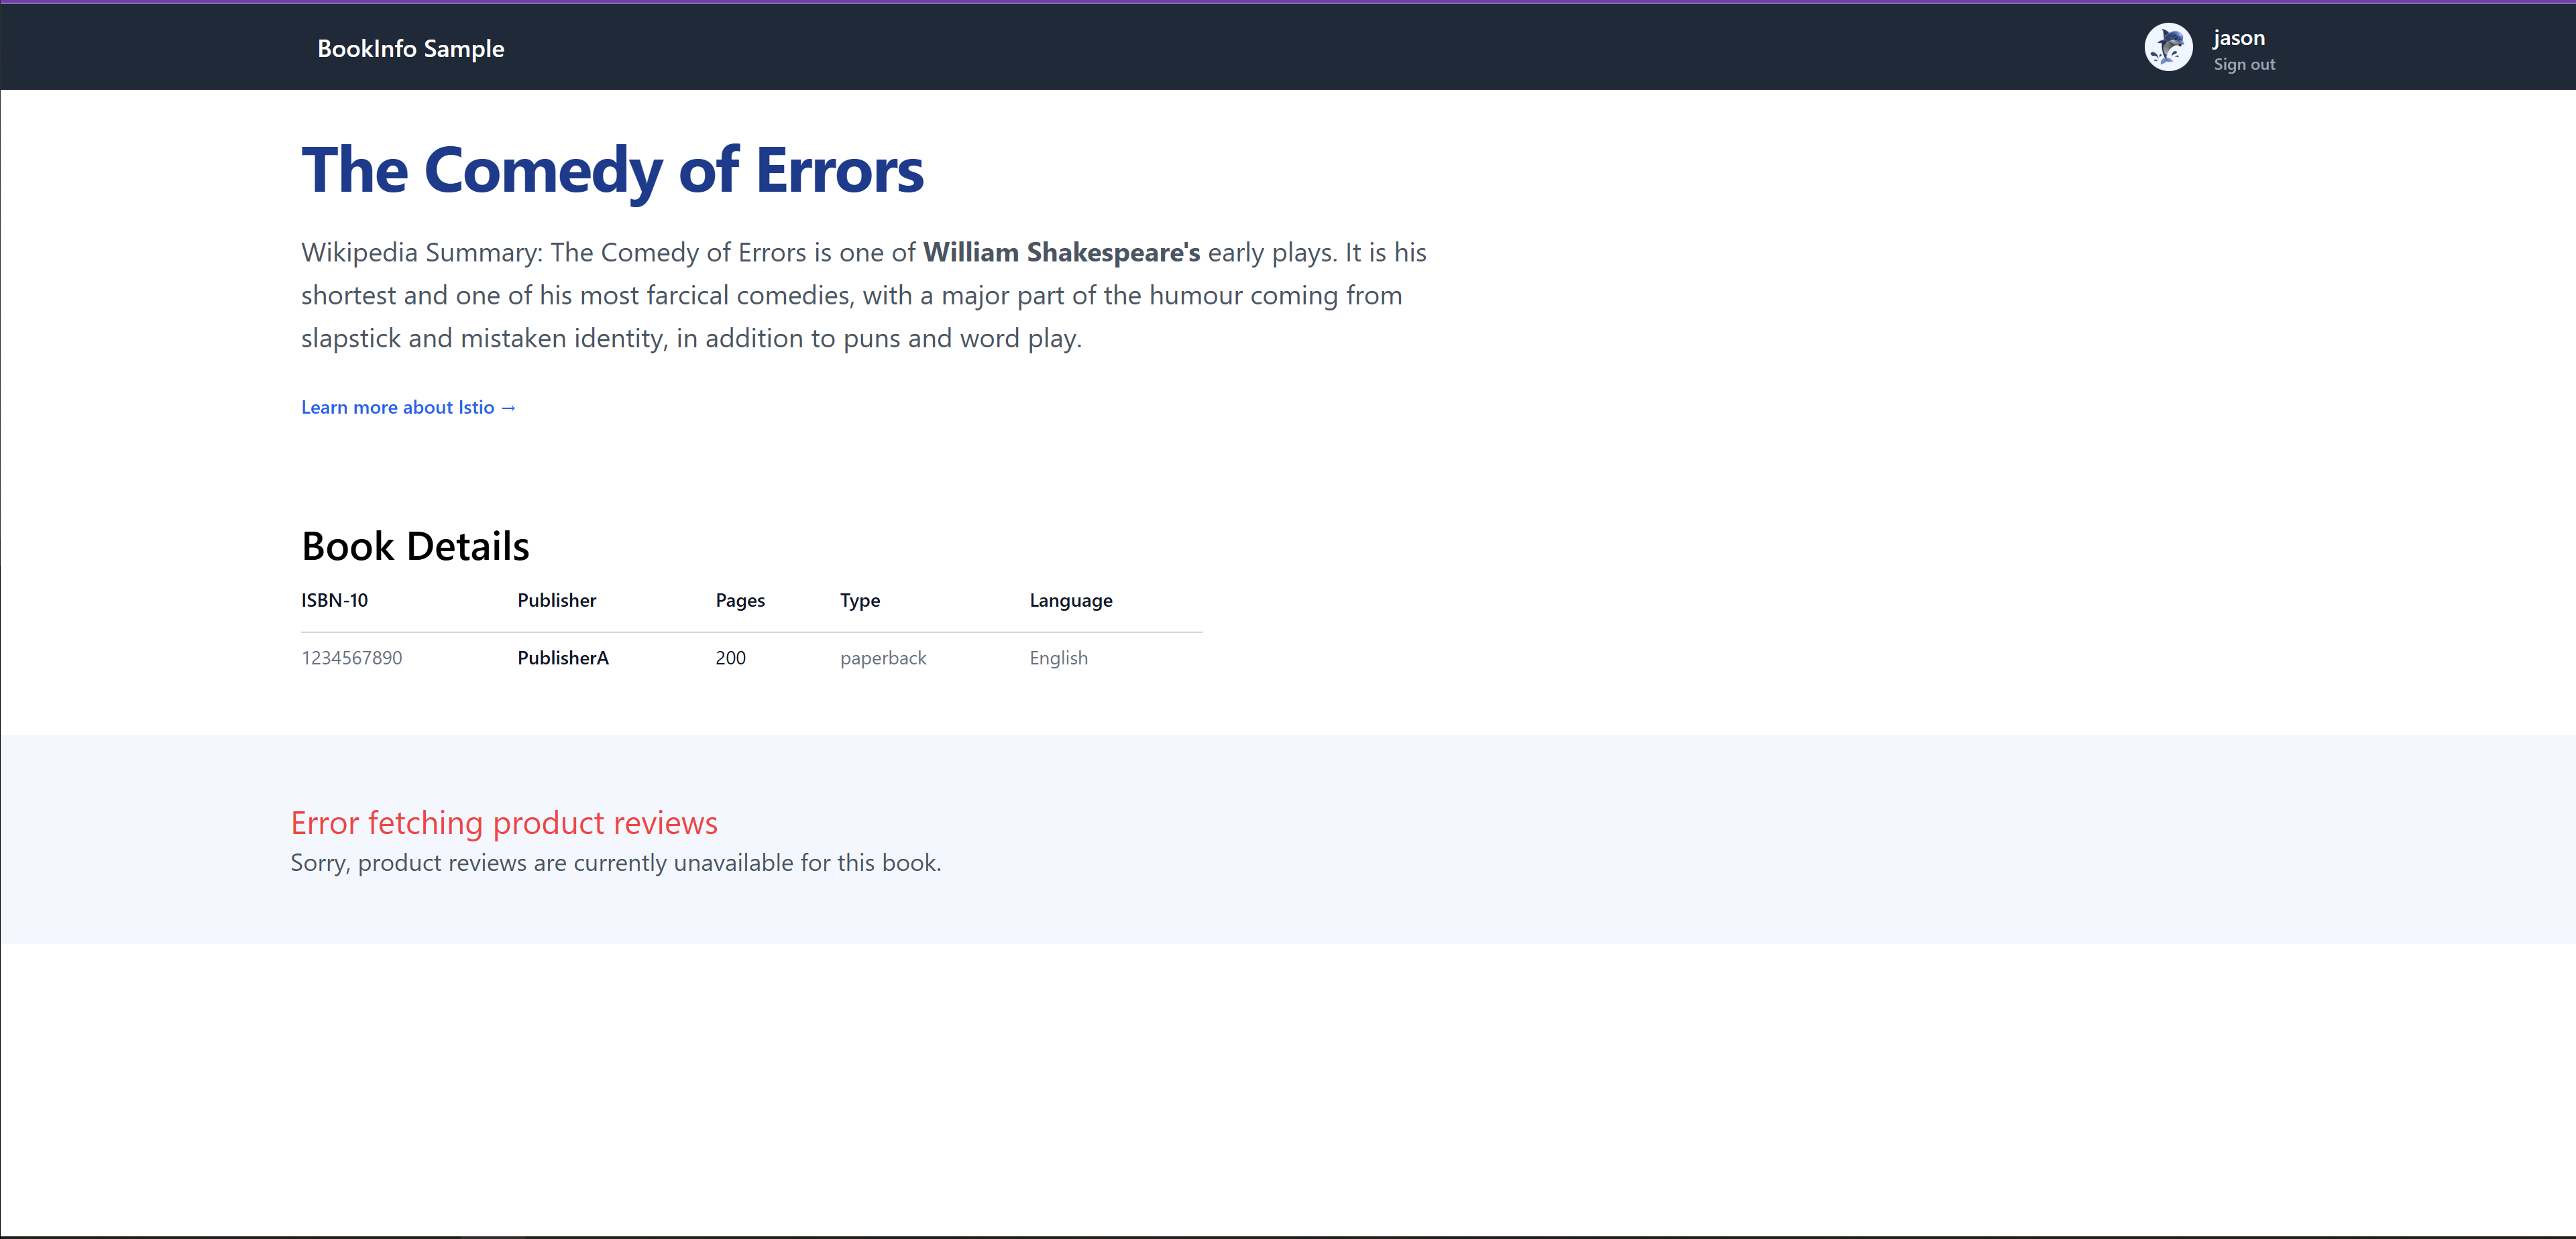 BookInfo Sample
jason
Sign out
The Comedy of Errors
Wikipedia Summary: The Comedy of Errors is one of William Shakespeare's early plays. It is his
shortest and one of his most farcical comedies, with a major part of the humour coming from
slapstick and mistaken identity, in addition to puns and word play.
Learn more about Istio →
Book Details
ISBN-10 Publisher Pages Type Language
1234567890 PublisherA 200 paperback English
Error fetching product reviews
Sorry, product reviews are currently unavailable for this book.